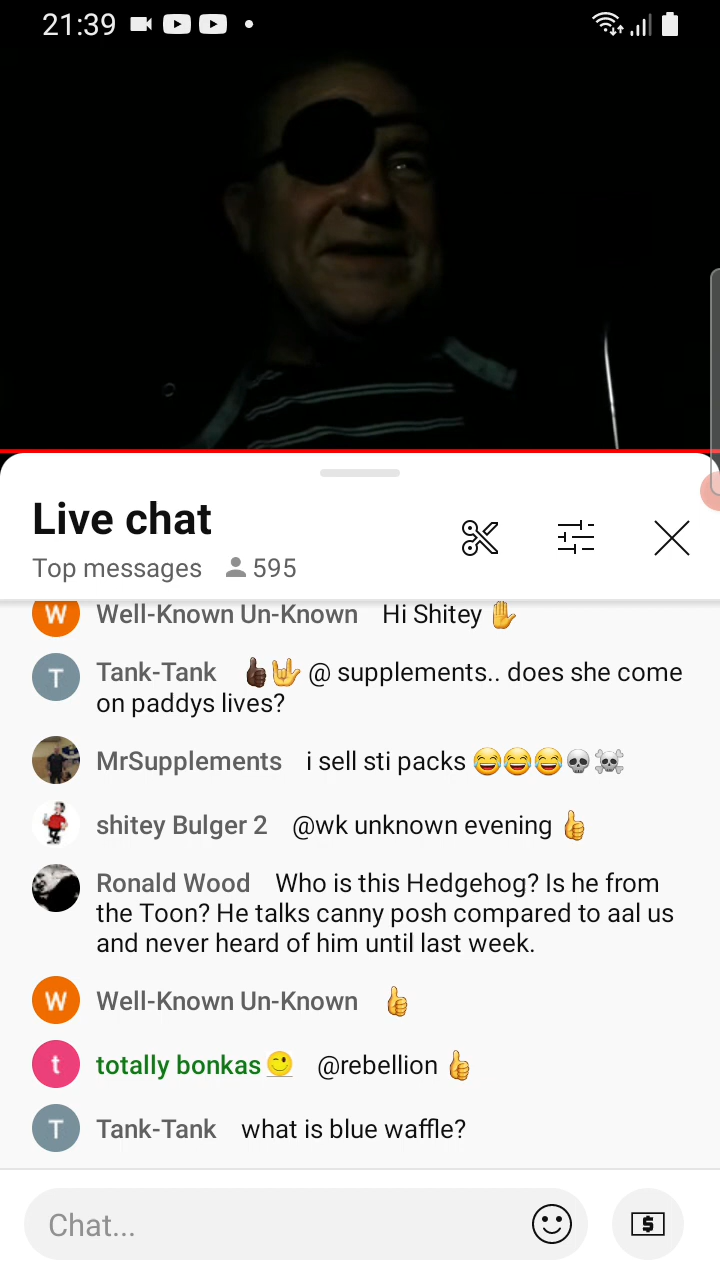 21:39
Live chat
Top messages 595
W Well-Known Un-Known Hi Shitey ✋
T Tank-Tank 👍🏿🤟 @ supplements.. does she come
on paddys lives?
MrSupplements i sell sti packs 😂😂😂💀☠️
shitey Bulger 2 @wk unknown evening 👍
Ronald Wood Who is this Hedgehog? Is he from
the Toon? He talks canny posh compared to aal us
and never heard of him until last week.
W Well-Known Un-Known 👍
t totally bonkas @rebellion 👍
T Tank-Tank what is blue waffle?
Chat... $